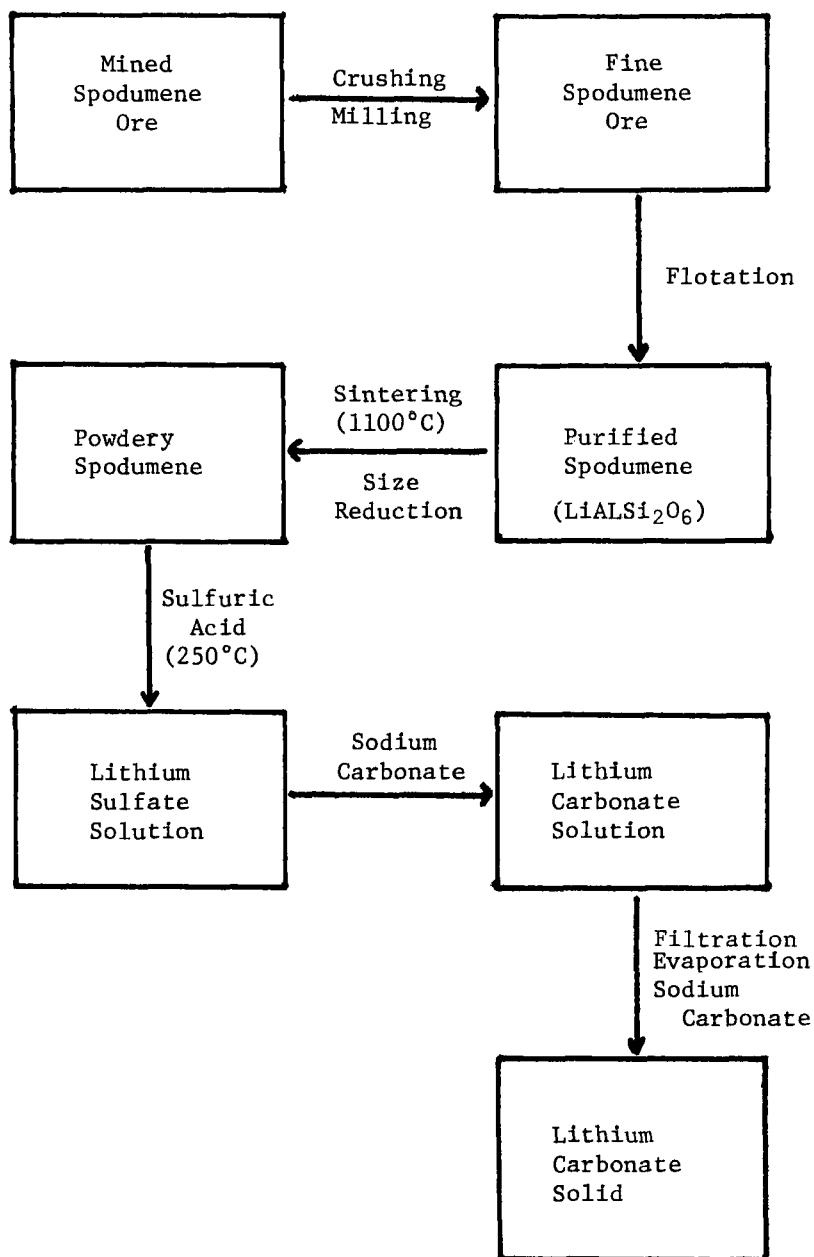 Mined
Spodumene
Ore
Crushing
Milling
Fine
Spodumene
Ore
Flotation
Purified
Spodumene
(LiALSi₂O₆)
Sintering
(1100°C)
Size
Reduction
Powdery
Spodumene
Sulfuric
Acid
(250°C)
Lithium
Sulfate
Solution
Sodium
Carbonate
Lithium
Carbonate
Solution
Filtration
Evaporation
Sodium
Carbonate
Lithium
Carbonate
Solid